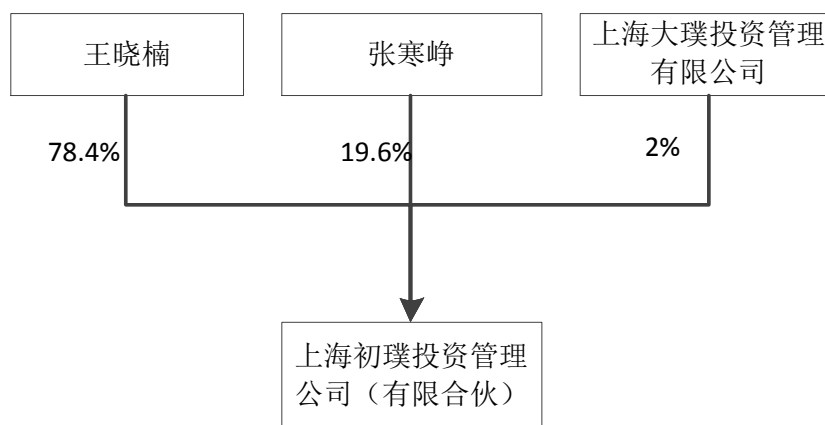 王晓楠
张寒峥
上海大璞投资管理
有限公司
78.4%
19.6%
2%
上海初璞投资管理
公司（有限合伙）